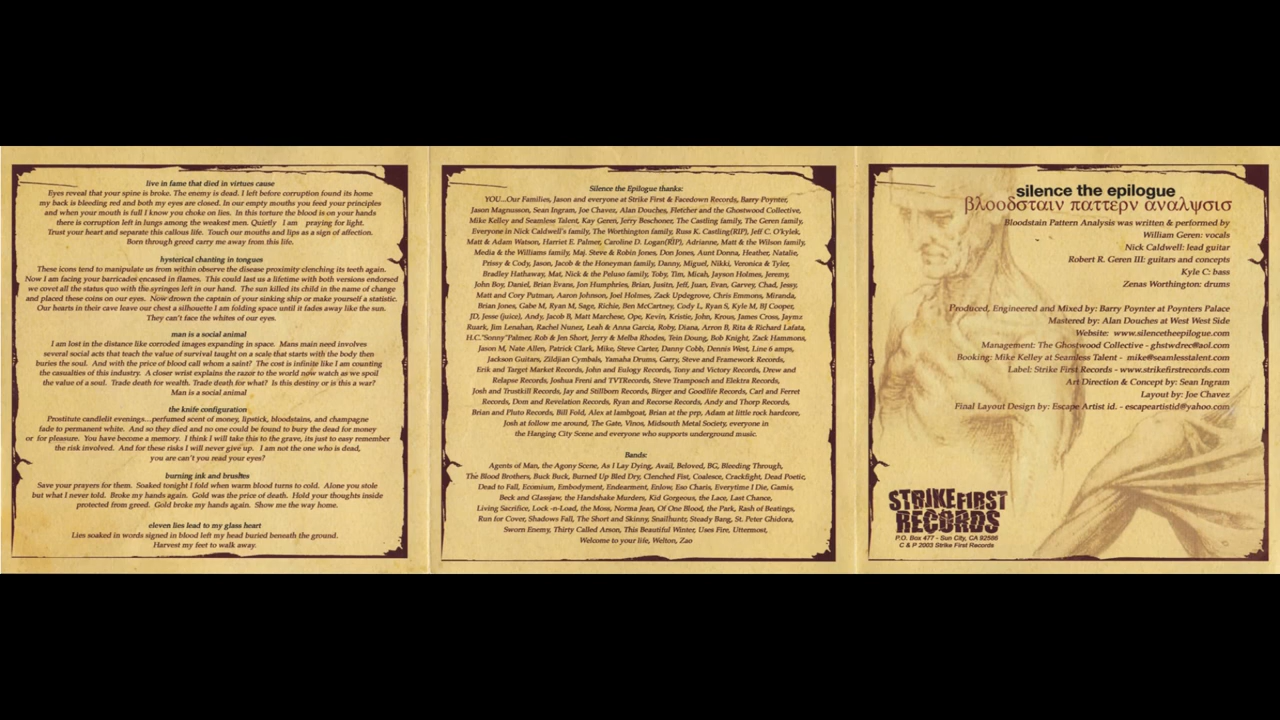 live in fame that died in virtues cause
Eyes reveal that your spine is broke. The enemy is dead. I left before corruption found its home
my back is bleeding red and both my eyes are closed. In our empty mouths you feed your principles
and when your mouth is full I know you choke on lies. In this torture the blood is on your hands
there is corruption left in lungs among the weakest men. Quietly I am praying for light.
Trust your heart and separate this callous life. Touch our mouths and lips as a sign of affection.
Born through greed carry me away from this life.
hysterical chanting in tongues
These icons tend to manipulate us from within observe the disease proximity clenching its teeth again.
Now I am facing your barricades encased in flames. This could last us a lifetime with both versions endorsed
we covet all the status quo with the syringes left in our hand. The sun killed its child in the name of change
and placed these coins on our eyes. Now drown the captain of your sinking ship or make yourself a statistic.
Our hearts in their cave leave our chest a silhouette I am folding space until it fades away like the sun.
They can't face the whites of our eyes.
man is a social animal
I am lost in the distance like corroded images expanding in space. Mans main need involves
several social acts that teach the value of survival taught on a scale that starts with the body then
buries the soul. And with the price of blood call whom a saint? The cost is infinite like I am counting
the casualties of this industry. A closer wrist explains the razor to the world now watch as we spoil
the value of a soul. Trade death for wealth. Trade death for what? Is this destiny or is this a war?
Man is a social animal
the knife configuration
Prostitute candlelit evenings...perfumed scent of money, lipstick, bloodstains, and champagne
fade to permanent white. And so they died and no one could be found to bury the dead for money
or for pleasure. You have become a memory. I think I will take this to the grave, its just to easy remember
the risk involved. And for these risks I will never give up. I am not the one who is dead,
you are can't you read your eyes?
burning ink and brushes
Save your prayers for them. Soaked tonight I fold when warm blood turns to cold. Alone you stole
but what I never told. Broke my hands again. Gold was the price of death. Hold your thoughts inside
protected from greed. Gold broke my hands again. Show me the way home.
eleven lies lead to my glass heart
Lies soaked in words signed in blood left my head buried beneath the ground.
Harvest my feet to walk away.
Silence the Epilogue thanks:
YOU...Our Families, Jason and everyone at Strike First & Facedown Records, Barry Poynter,
Jason Magnusson, Sean Ingram, Joe Chavez, Alan Douches, Fletcher and the Ghostwood Collective,
Mike Kelley and Seamless Talent, Kay Geren, Jerry Boschoner, The Castling family, The Geren family,
Everyone in Nick Caldwell's family, The Worthington family, Russ K. Castling(RIP), Jeff C. O'kylek,
Matt & Adam Watson, Harriet E. Palmer, Caroline D. Logan(RIP), Adrianne, Matt & the Wilson family,
Media & the Williams family, Maj. Steve & Robin Jones, Don Jones, Aunt Donna, Heather, Natalie,
Prissy & Cody, Jason, Jacob & the Honeyman family, Danny, Miguel, Nikki, Veronica & Tyler,
Bradley Hathaway, Mat, Nick & the Peluso family, Toby, Tim, Micah, Jayson Holmes, Jeremy,
John Boy, Daniel, Brian Evans, Jon Humphries, Brian, Jusitn, Jeff, Juan, Evan, Garvey, Chad, Jessy,
Matt and Cory Putman, Aaron Johnson, Joel Holmes, Zack Updegrove, Chris Emmons, Miranda,
Brian Jones, Gabe M, Ryan M, Sage, Richie, Ben McCartney, Cody L, Ryan S, Kyle M, BJ Cooper,
JD, Jesse (juice), Andy, Jacob B, Matt Marchese, Ope, Kevin, Kristie, John, Krous, James Cross, Jaymz
Ruark, Jim Lenahan, Rachel Nunez, Leah & Anna Garcia, Roby, Diana, Arron B, Rita & Richard Lafata,
H.C."Sonny"Palmer, Rob & Jen Short, Jerry & Melba Rhodes, Tein Doung, Bob Knight, Zack Hammons,
Jason M, Nate Allen, Patrick Clark, Mike, Steve Carter, Danny Cobb, Dennis West, Line 6 amps,
Jackson Guitars, Zildjian Cymbals, Yamaha Drums, Garry, Steve and Framework Records,
Erik and Target Market Records, John and Eulogy Records, Tony and Victory Records, Drew and
Relapse Records, Joshua Freni and TVTRecords, Steve Tramposch and Elektra Records,
Josh and Trustkill Records, Jay and Stillborn Records, Birger and Goodlife Records, Carl and Ferret
Records, Dom and Revelation Records, Ryan and Recorse Records, Andy and Thorp Records,
Brian and Pluto Records, Bill Fold, Alex at lambgoat, Brian at the prp, Adam at little rock hardcore,
Josh at follow me around, The Gate, Vinos, Midsouth Metal Society, everyone in
the Hanging City Scene and everyone who supports underground music.
Bands:
Agents of Man, the Agony Scene, As I Lay Dying, Avail, Beloved, BG, Bleeding Through,
The Blood Brothers, Buck Buck, Burned Up Bled Dry, Clenched Fist, Coalesce, Crackfight, Dead Poetic,
Dead to Fall, Ecomium, Embodyment, Endearment, Enlow, Eso Charis, Everytime I Die, Gamis,
Beck and Glassjaw, the Handshake Murders, Kid Gorgeous, the Lace, Last Chance,
Living Sacrifice, Lock -n-Load, the Moss, Norma Jean, Of One Blood, the Park, Rash of Beatings,
Run for Cover, Shadows Fall, The Short and Skinny, Snailhuntr, Steady Bang, St. Peter Ghidora,
Sworn Enemy, Thirty Called Arson, This Beautiful Winter, Uses Fire, Uttermost,
Welcome to your life, Welton, Zao
silence the epilogue
βλοοδσταιν παττερν αναλψσισ
Bloodstain Pattern Analysis was written & performed by
William Geren: vocals
Nick Caldwell: lead guitar
Robert R. Geren III: guitars and concepts
Kyle C: bass
Zenas Worthington: drums
Produced, Engineered and Mixed by: Barry Poynter at Poynters Palace
Mastered by: Alan Douches at West West Side
Website: www.silencetheepilogue.com
Management: The Ghostwood Collective - ghstwdrec@aol.com
Booking: Mike Kelley at Seamless Talent - mike@seamlesstalent.com
Label: Strike First Records - www.strikefirstrecords.com
Art Direction & Concept by: Sean Ingram
Layout by: Joe Chavez
Final Layout Design by: Escape Artist id. - escapeartistid@yahoo.com
STRIKE FIRST
RECORDS
P.O. Box 477 - Sun City, CA 92586
C & P 2003 Strike First Records